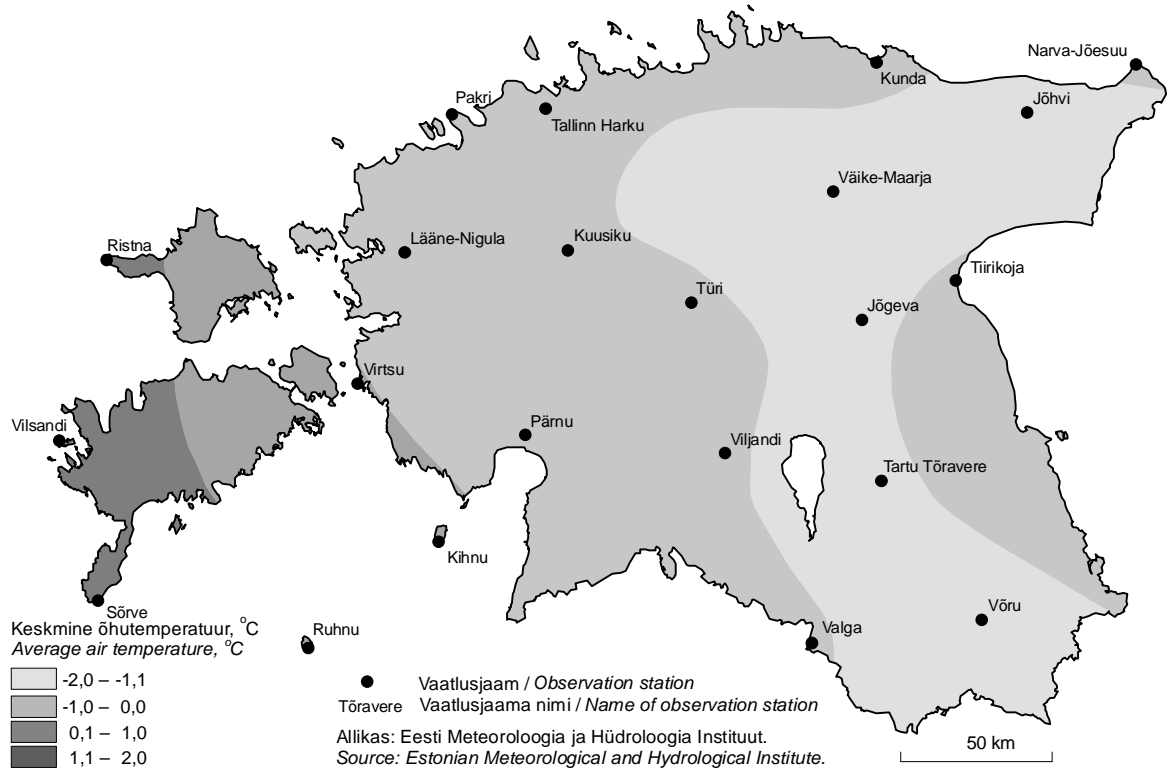 Narva-Jõesuu
Kunda
Pakri
Jõhvi
Tallinn Harku
Väike-Maarja
Ristna
Lääne-Nigula
Kuusiku
Tiirikoja
Türi
Jõgeva
Virtsu
Vilsandi
Pärnu
Viljandi
Tartu Tõravere
Kihnu
Sõrve
Võru
Ruhnu
Valga
Keskmine õhutemperatuur, °C
Average air temperature, °C
-2,0 – -1,1
-1,0 – 0,0
0,1 – 1,0
1,1 – 2,0
Vaatlusjaam / Observation station
Tõravere Vaatlusjaama nimi / Name of observation station
Allikas: Eesti Meteoroloogia ja Hüdroloogia Instituut.
Source: Estonian Meteorological and Hydrological Institute.
50 km